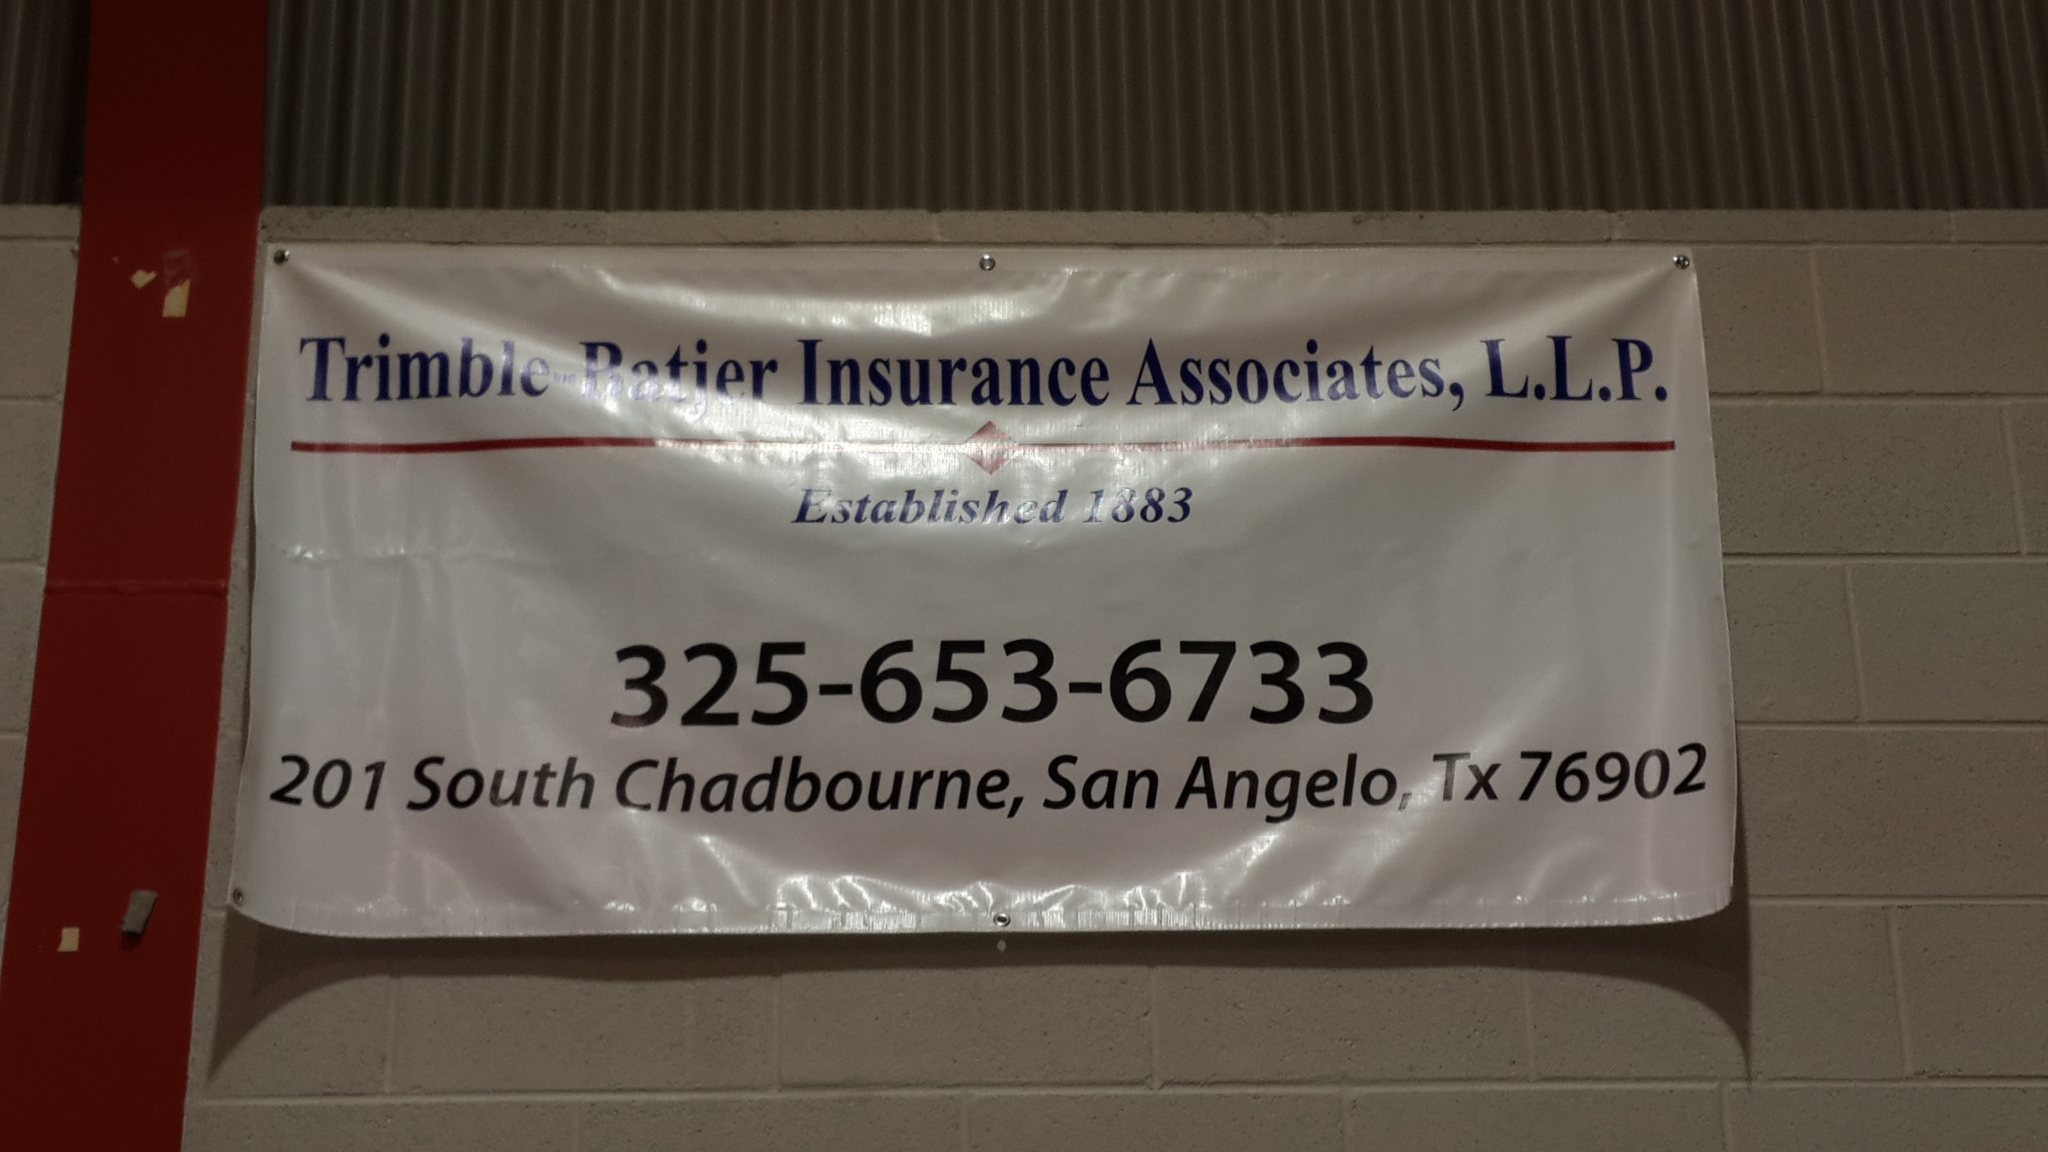 Trimble-Batjer Insurance Associates, L.L.P.
Established 1883
325-653-6733
201 South Chadbourne, San Angelo, Tx 76902